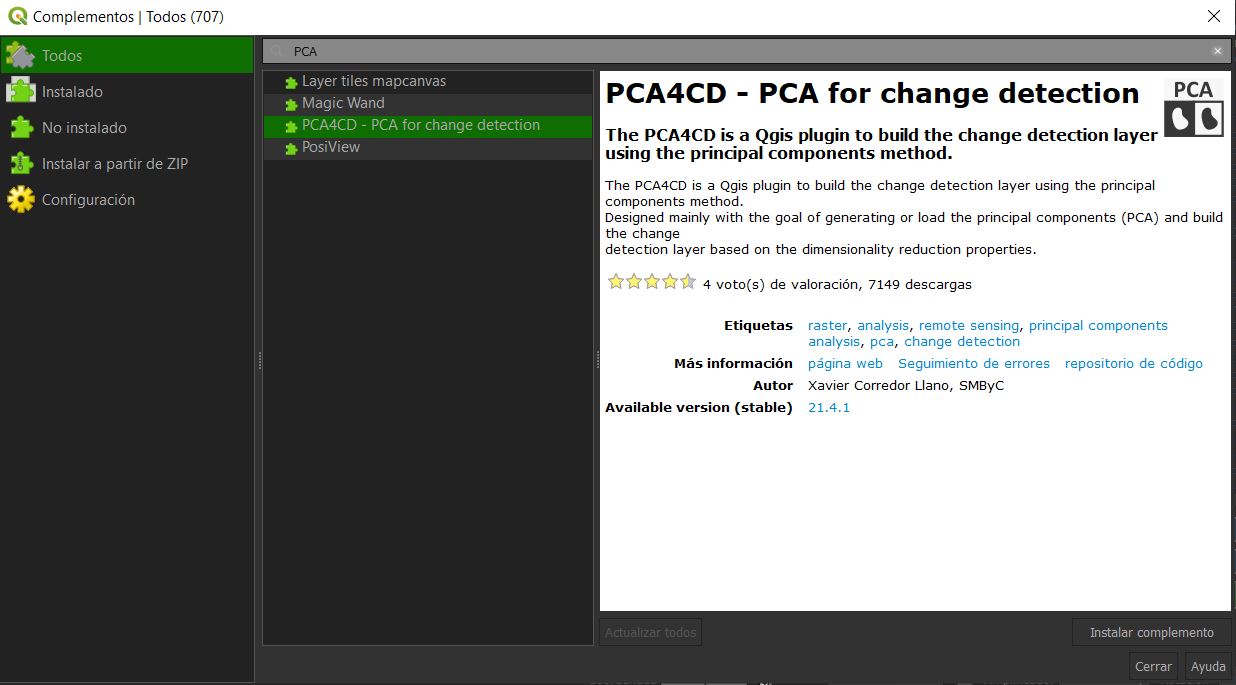 Complementos | Todos (707)
Todos
Instalado
No instalado
Instalar a partir de ZIP
Configuración
PCA
Layer tiles mapcanvas
Magic Wand
PCA4CD - PCA for change detection
PosiView
PCA4CD - PCA for change detection
PCA
The PCA4CD is a Qgis plugin to build the change detection layer
using the principal components method.
The PCA4CD is a Qgis plugin to build the change detection layer using the principal
components method.
Designed mainly with the goal of generating or load the principal components (PCA) and build
the change
detection layer based on the dimensionality reduction properties.
4 voto(s) de valoración, 7149 descargas
Etiquetas raster, analysis, remote sensing, principal components
analysis, pca, change detection
Más información página web Seguimiento de errores repositorio de código
Autor Xavier Corredor Llano, SMByC
Available version (stable) 21.4.1
Actualizar todos
Instalar complemento
Cerrar
Ayuda